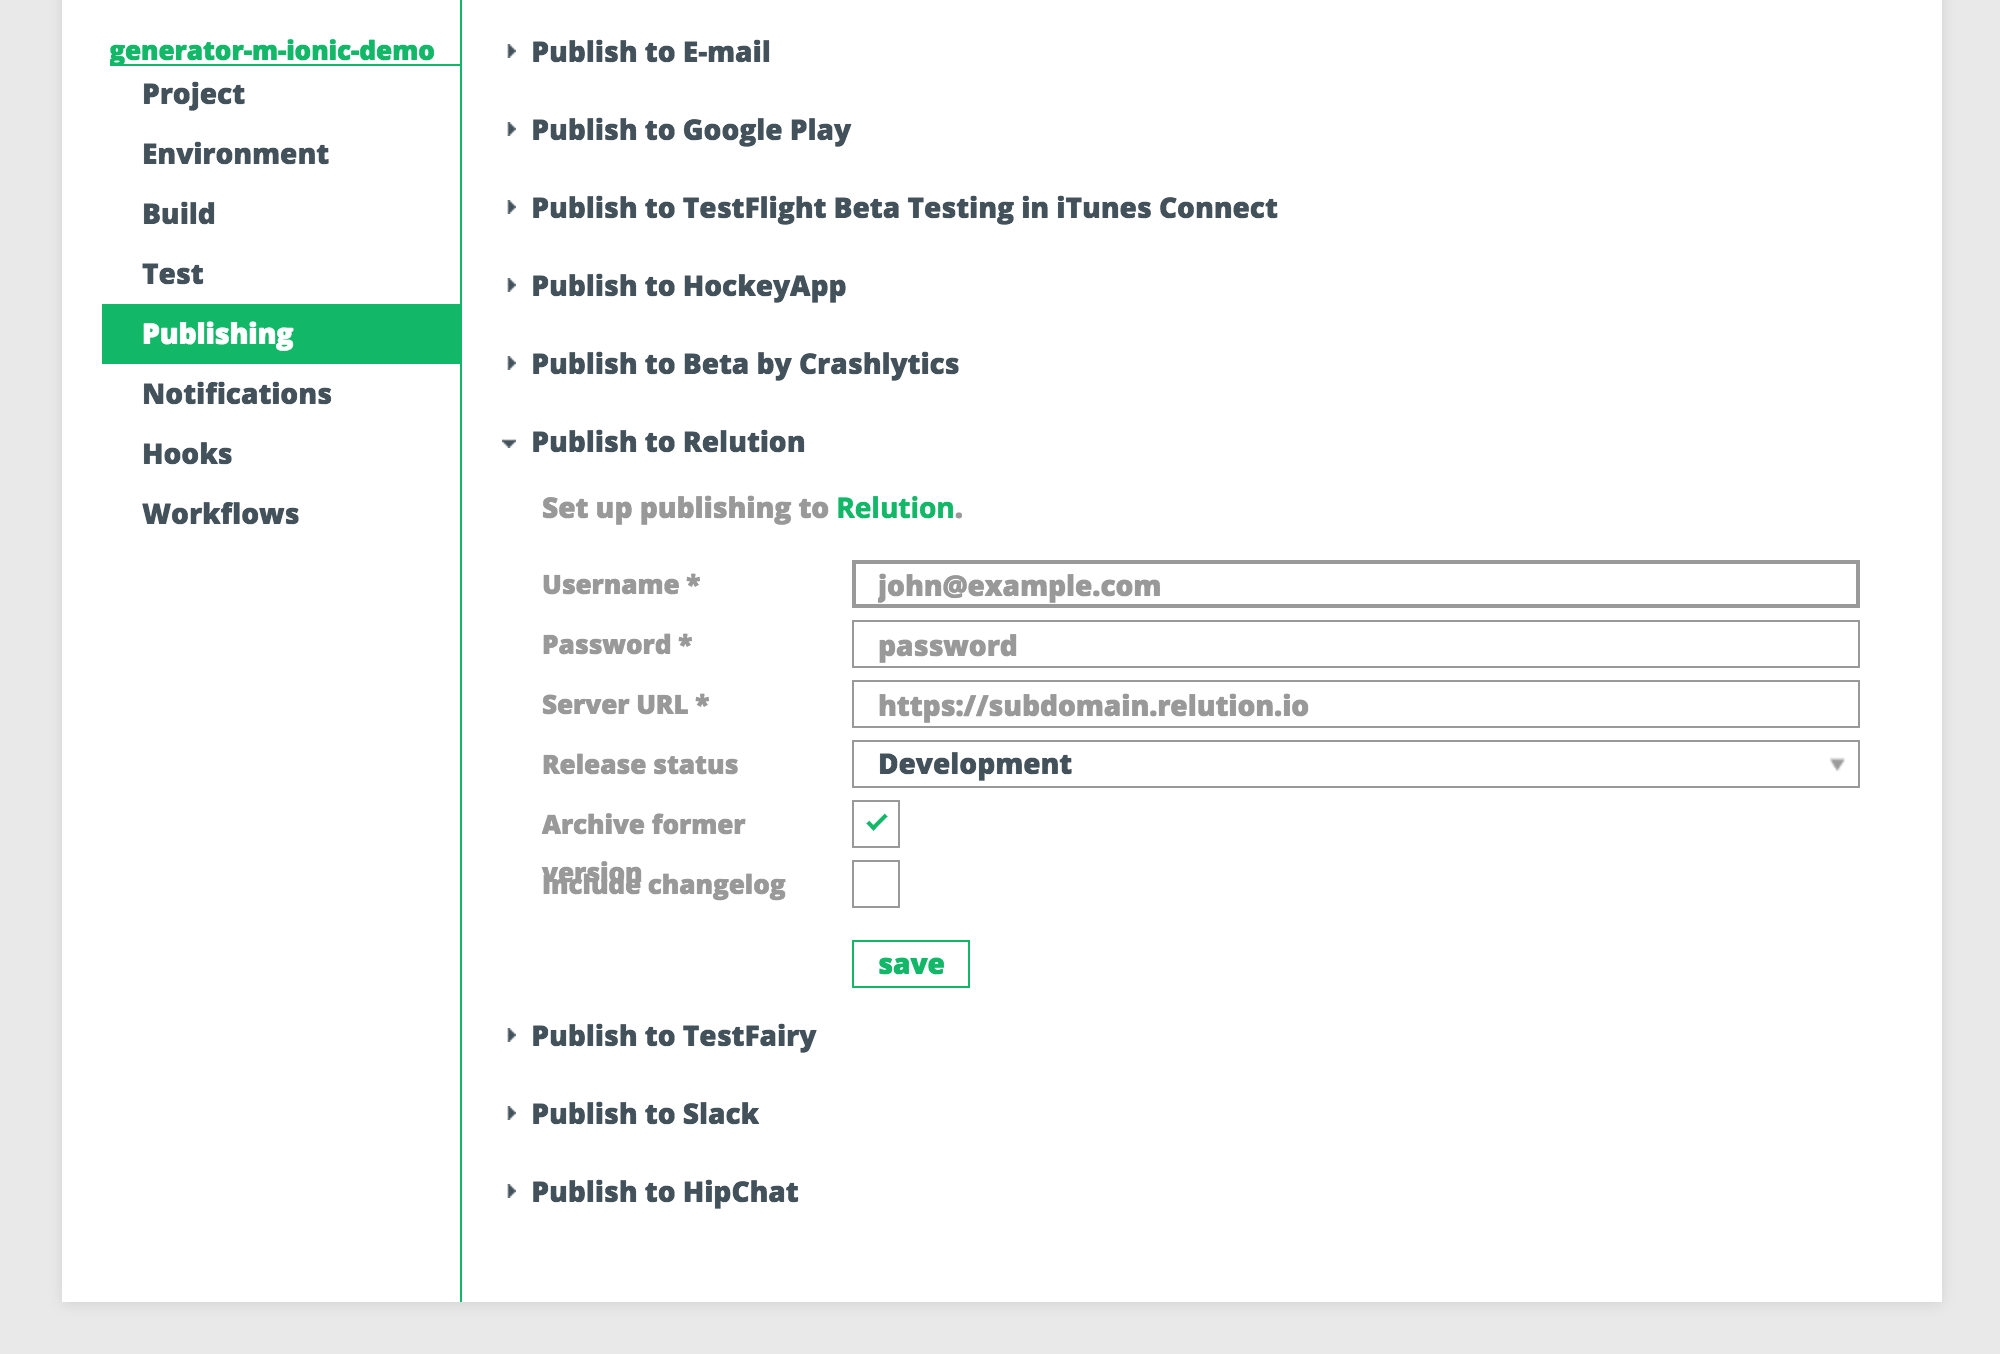 generator-m-ionic-demo
Project
Environment
Build
Test
Publishing
Notifications
Hooks
Workflows
Publish to E-mail
Publish to Google Play
Publish to TestFlight Beta Testing in iTunes Connect
Publish to HockeyApp
Publish to Beta by Crashlytics
Publish to Relution
Set up publishing to Relution.
Username * john@example.com
Password * password
Server URL * https://subdomain.relution.io
Release status Development
Archive former
version
Include changelog
save
Publish to TestFairy
Publish to Slack
Publish to HipChat